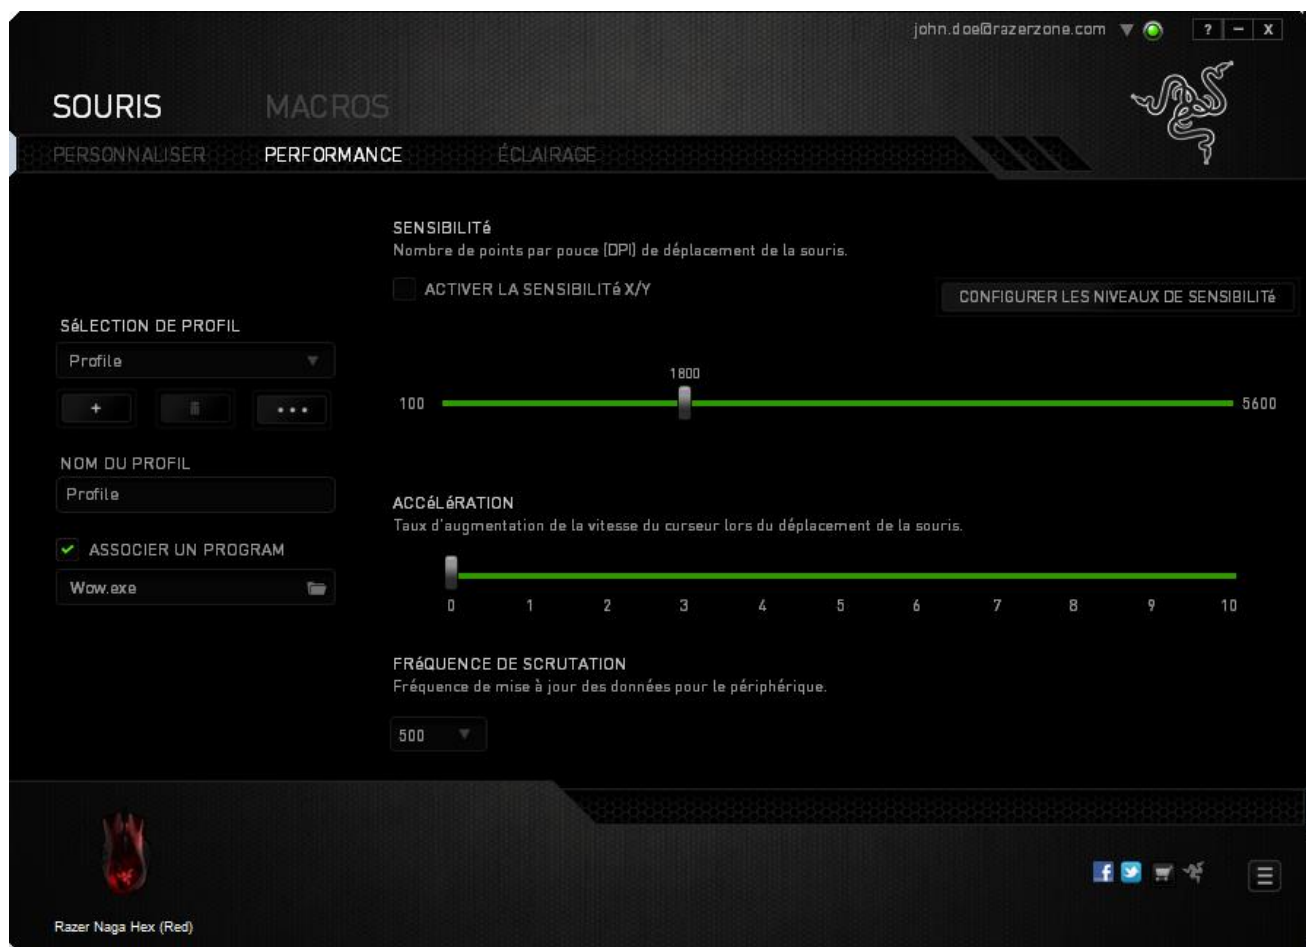 john.doe@razerzone.com
? – X
SOURIS MACROS
PERSONNALISER PERFORMANCE ÉCLAIRAGE
SENSIBILITé
Nombre de points par pouce (DPI) de déplacement de la souris.
ACTIVER LA SENSIBILITé X/Y
CONFIGURER LES NIVEAUX DE SENSIBILITé
SéLECTION DE PROFIL
Profile
+ •••
1800
100 5600
NOM DU PROFIL
Profile
ACCéLéRATION
Taux d'augmentation de la vitesse du curseur lors du déplacement de la souris.
ASSOCIER UN PROGRAM
Wow.exe
0 1 2 3 4 5 6 7 8 9 10
FRéQUENCE DE SCRUTATION
Fréquence de mise à jour des données pour le périphérique.
500
Razer Naga Hex (Red)